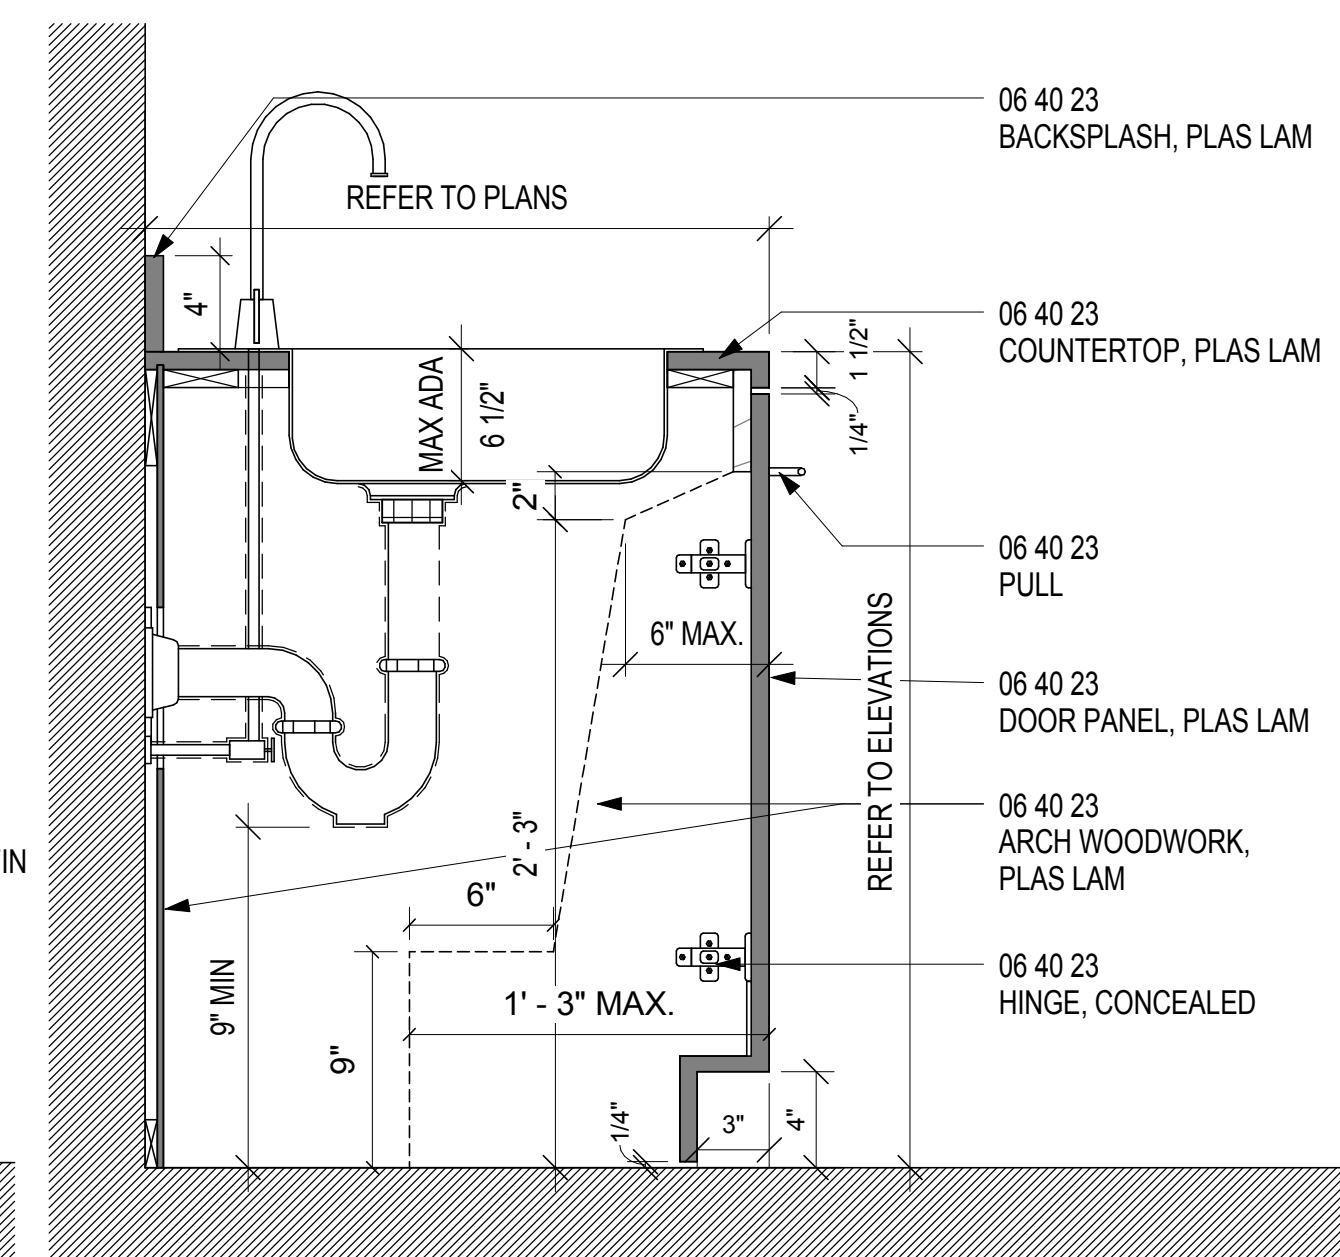 06 40 23
BACKSPLASH, PLAS LAM
REFER TO PLANS
4"
06 40 23
COUNTERTOP, PLAS LAM
1 1/2"
1/4"
MAX ADA
6 1/2"
2"
06 40 23
PULL
6" MAX.
REFER TO ELEVATIONS
06 40 23
DOOR PANEL, PLAS LAM
06 40 23
ARCH WOODWORK,
PLAS LAM
2' - 3"
6"
06 40 23
HINGE, CONCEALED
9" MIN
1' - 3" MAX.
9"
1/4"
3"
4"
IN